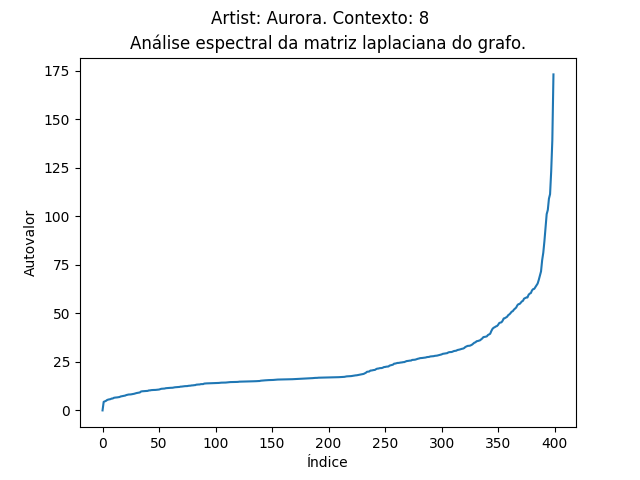 Artist: Aurora. Contexto: 8
Análise espectral da matriz laplaciana do grafo.
175
150
125
100
75
50
25
0
Autovalor
0 50 100 150 200 250 300 350 400
Índice